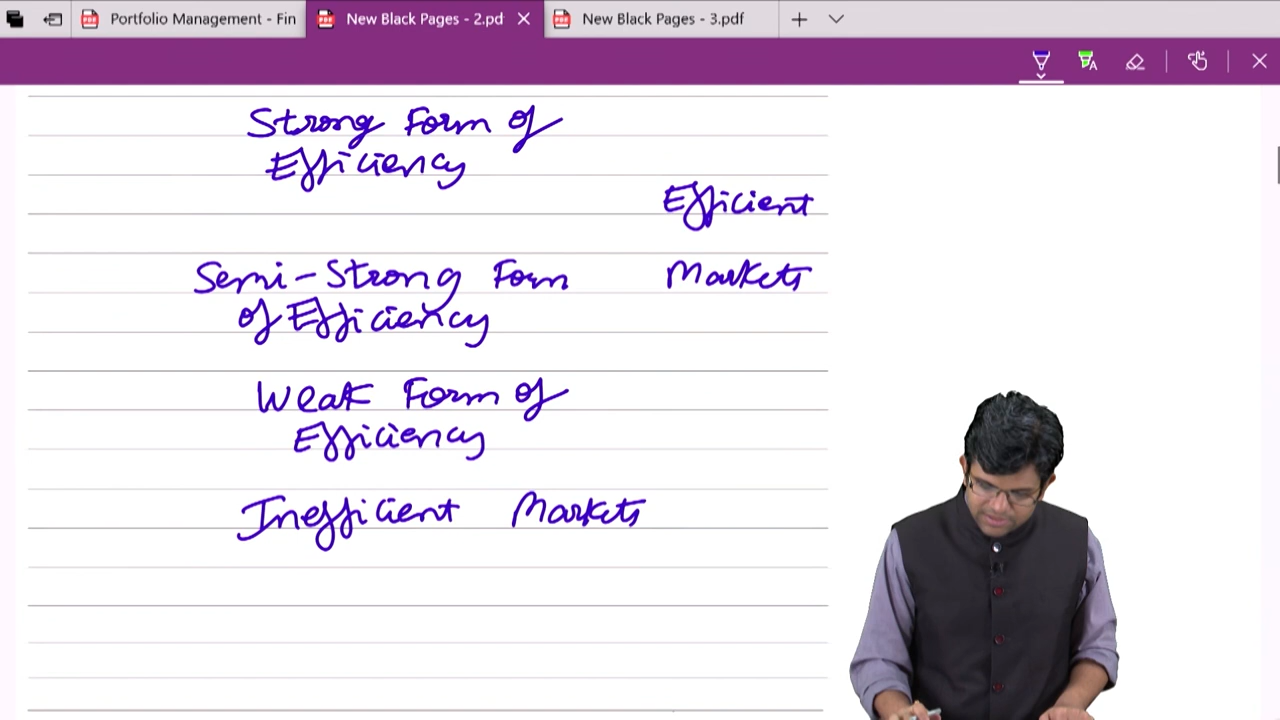 Portfolio Management - Fin
New Black Pages - 2.pd
New Black Pages - 3.pdf
Strong Form of
Efficiency
Efficient
Semi-Strong Form
Markets
of Efficiency
Weak Form of
Efficiency
Inefficient Markets